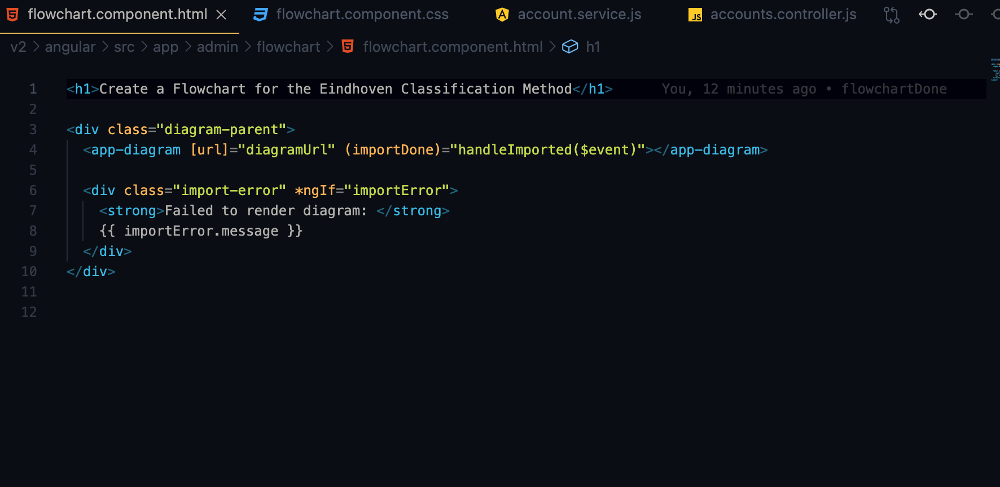 flowchart.component.html flowchart.component.css account.service.js JS accounts.controller.js
v2 > angular > src > app > admin > flowchart > flowchart.component.html > h1
1 <h1>Create a Flowchart for the Eindhoven Classification Method</h1> You, 12 minutes ago • flowchartDone
2
3 <div class="diagram-parent">
4 <app-diagram [url]="diagramUrl" (importDone)="handleImported($event)"></app-diagram>
5
6 <div class="import-error" *ngIf="importError">
7 <strong>Failed to render diagram: </strong>
8 {{ importError.message }}
9 </div>
10 </div>
11
12